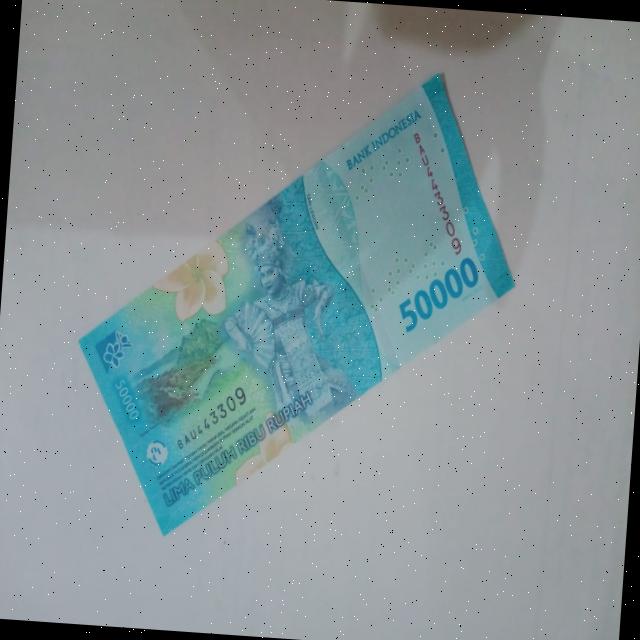 BANK INDONESIA
BAU443309
50000
50000
BAU443309
LIMA PULUH RIBU RUPIAH